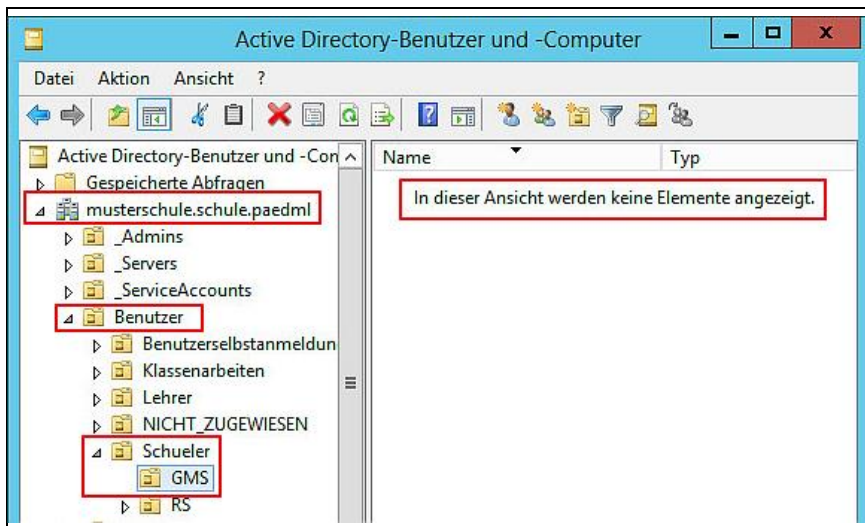 Active Directory-Benutzer und -Computer
Datei Aktion Ansicht ?
Active Directory-Benutzer und -Con
Name Typ
Gespeicherte Abfragen
In dieser Ansicht werden keine Elemente angezeigt.
musterschule.schule.paedml
_Admins
_Servers
_ServiceAccounts
Benutzer
Benutzerselbstanmeldun
Klassenarbeiten
Lehrer
NICHT_ZUGEWIESEN
Schueler
GMS
RS